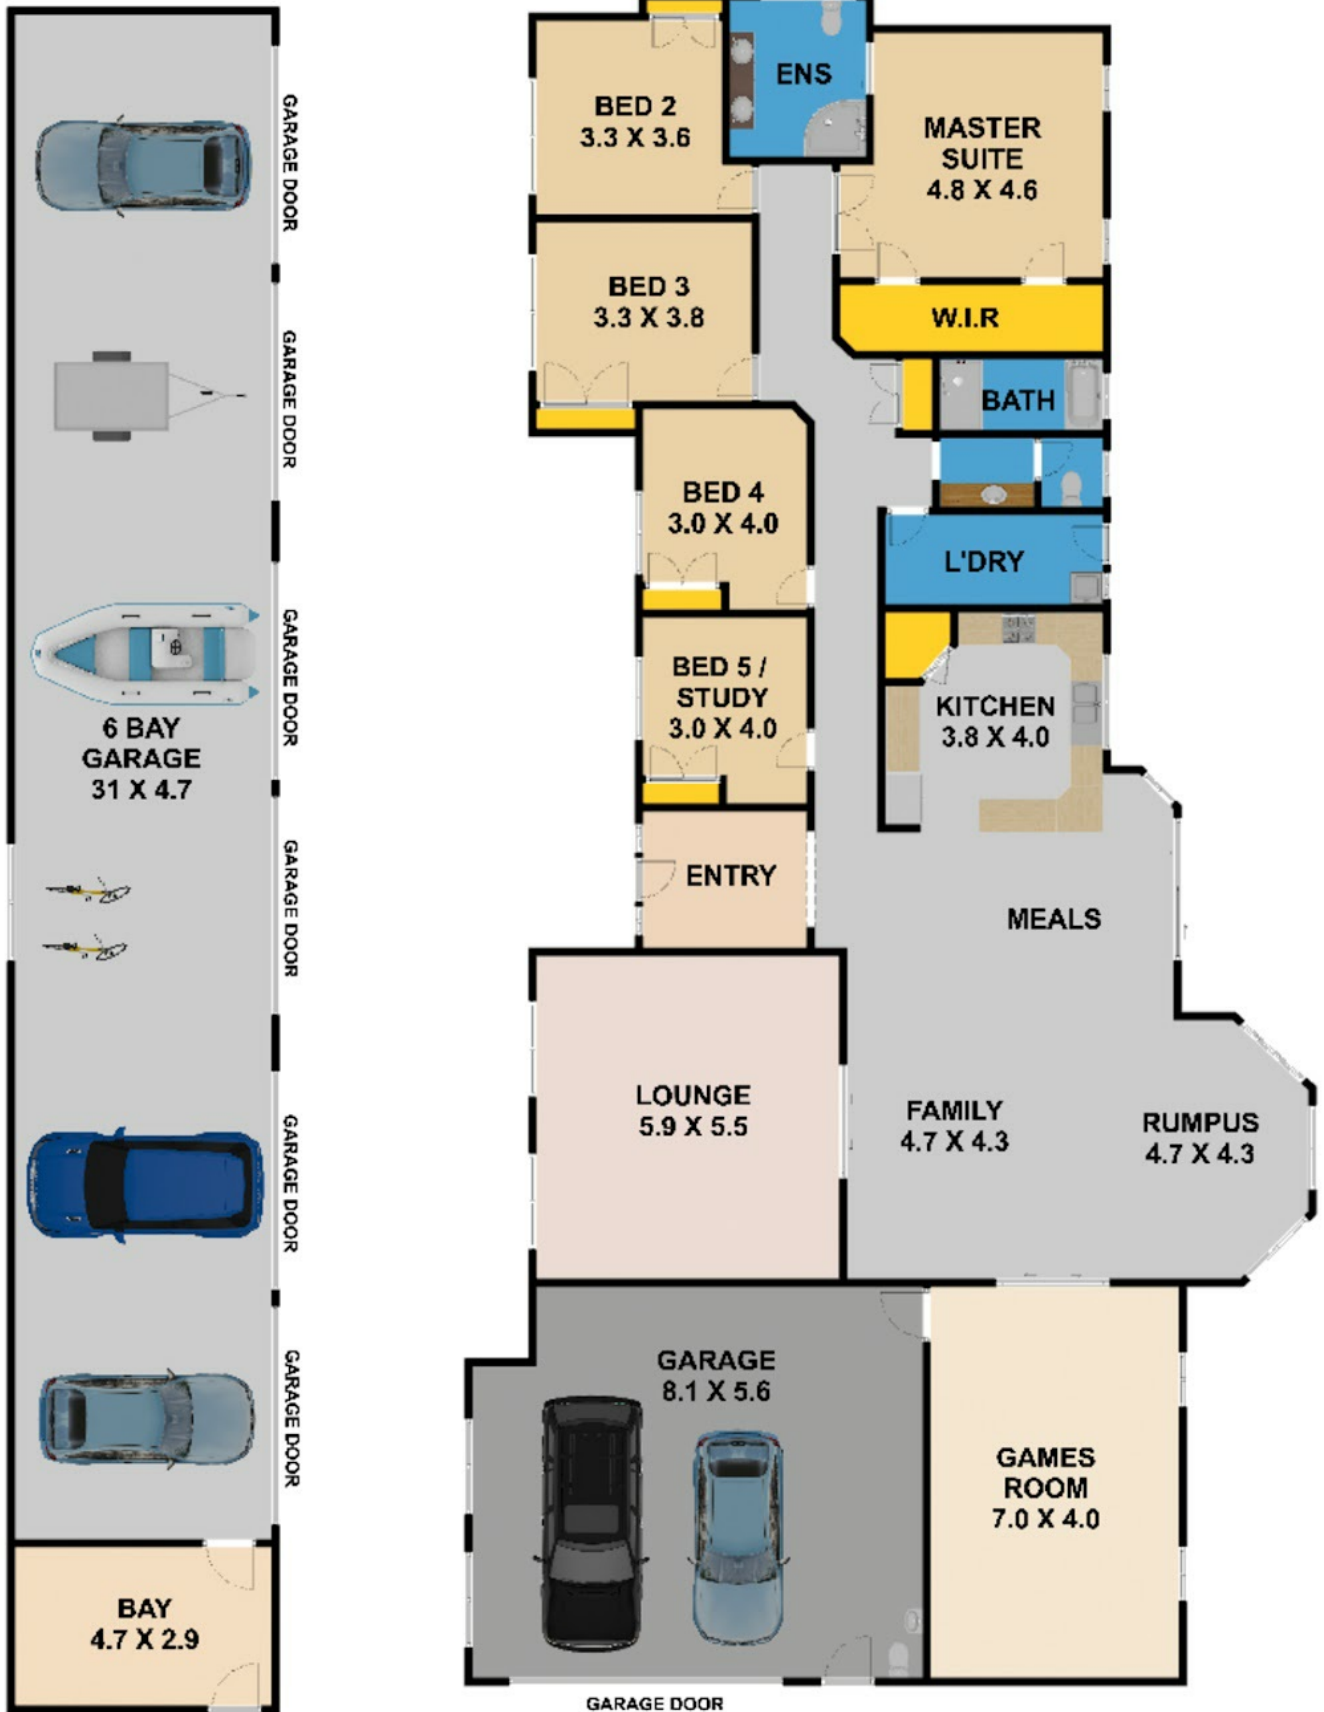 GARAGE DOOR
GARAGE DOOR
GARAGE DOOR
6 BAY
GARAGE
31 X 4.7
GARAGE DOOR
GARAGE DOOR
GARAGE DOOR
BAY
4.7 X 2.9
BED 2
3.3 X 3.6
ENS
MASTER
SUITE
4.8 X 4.6
BED 3
3.3 X 3.8
W.I.R
BATH
BED 4
3.0 X 4.0
L'DRY
BED 5 /
STUDY
3.0 X 4.0
KITCHEN
3.8 X 4.0
ENTRY
MEALS
LOUNGE
5.9 X 5.5
FAMILY
4.7 X 4.3
RUMPUS
4.7 X 4.3
GARAGE
8.1 X 5.6
GAMES
ROOM
7.0 X 4.0
GARAGE DOOR